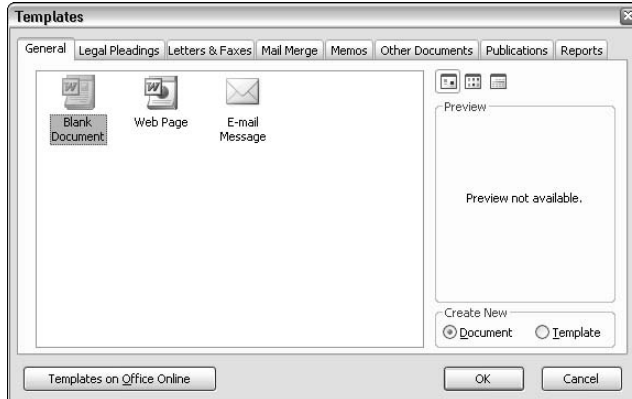 Templates
General Legal Pleadings Letters & Faxes Mail Merge Memos Other Documents Publications Reports
Blank Document
Web Page
E-mail Message
Preview
Preview not available.
Create New
Document Template
Templates on Office Online OK Cancel